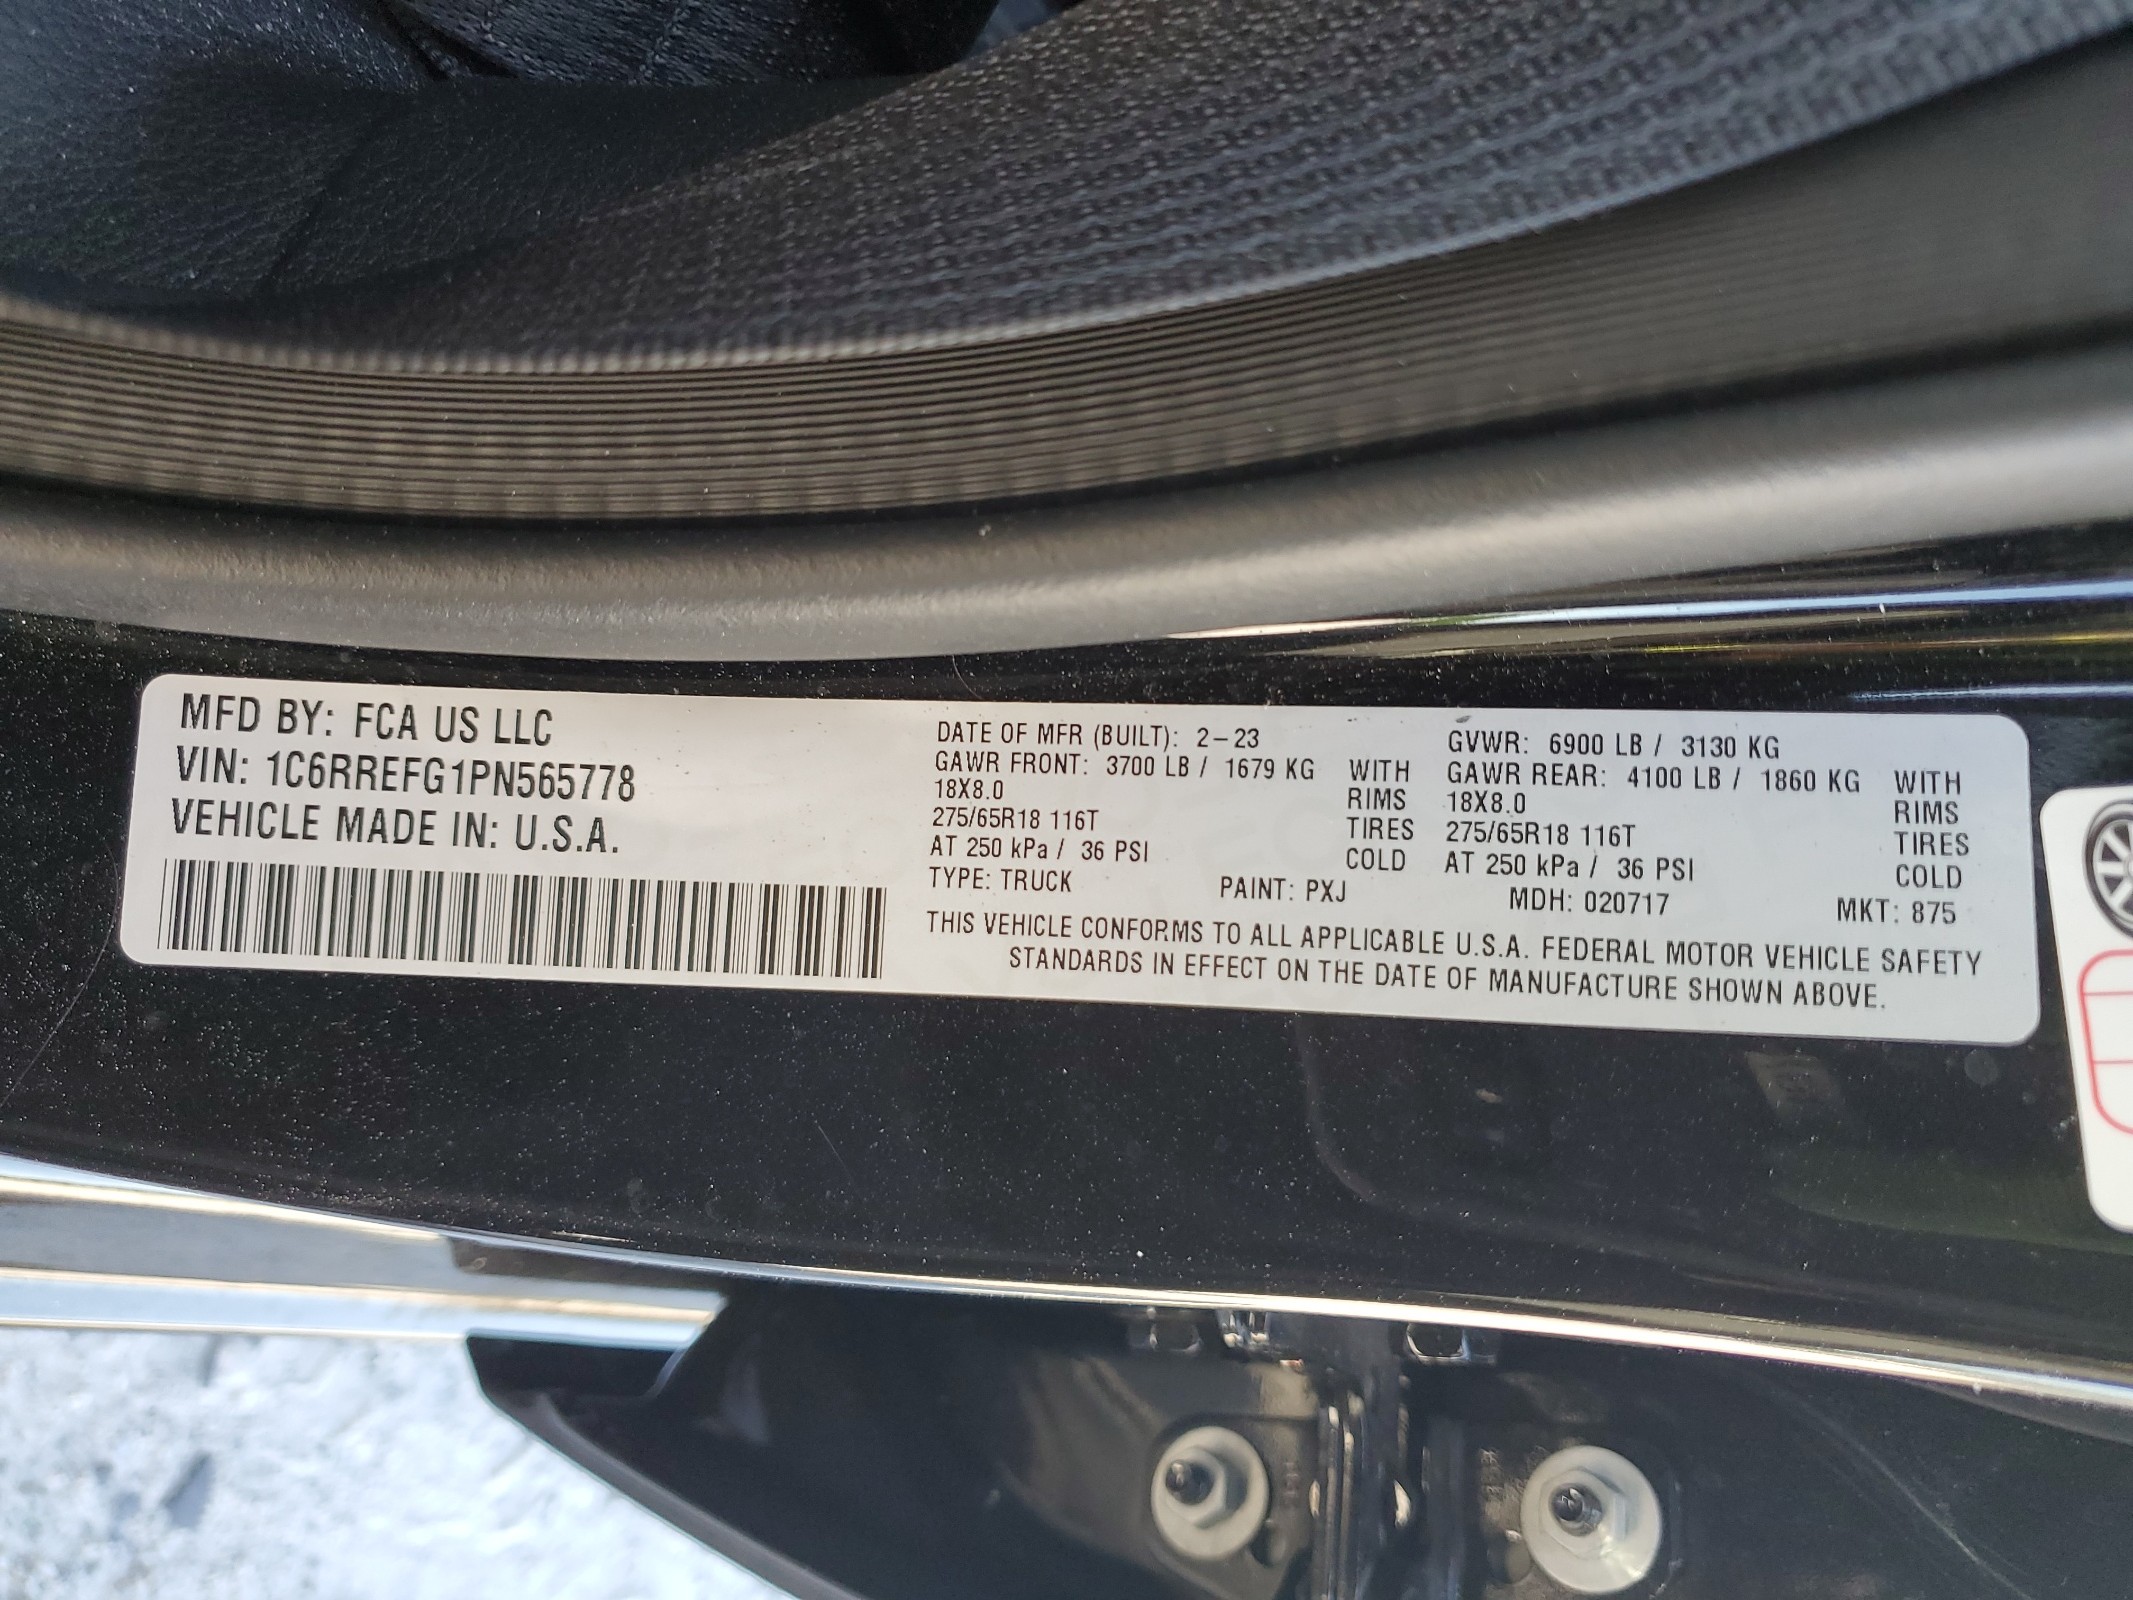 MFD BY: FCA US LLC
VIN: 1C6RREFG1PN565778
VEHICLE MADE IN: U.S.A.
DATE OF MFR (BUILT): 2-23 GVWR: 6900 LB / 3130 KG
GAWR FRONT: 3700 LB / 1679 KG WITH GAWR REAR: 4100 LB / 1860 KG WITH
18X8.0 RIMS 18X8.0 RIMS
275/65R18 116T TIRES 275/65R18 116T TIRES
AT 250 kPa / 36 PSI COLD AT 250 kPa / 36 PSI COLD
TYPE: TRUCK PAINT: PXJ MDH: 020717 MKT: 875
THIS VEHICLE CONFORMS TO ALL APPLICABLE U.S.A. FEDERAL MOTOR VEHICLE SAFETY
STANDARDS IN EFFECT ON THE DATE OF MANUFACTURE SHOWN ABOVE.